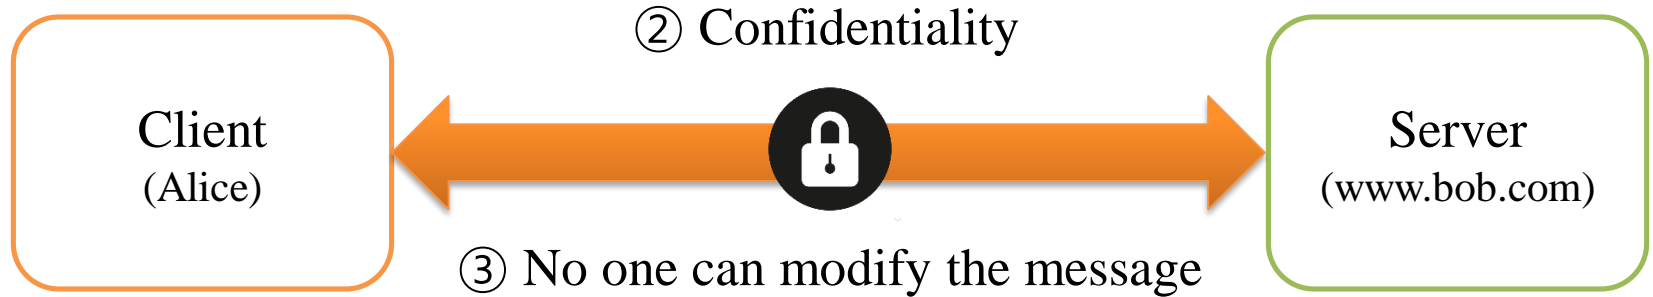 ② Confidentiality
Client
(Alice)
Server
(www.bob.com)
③ No one can modify the message